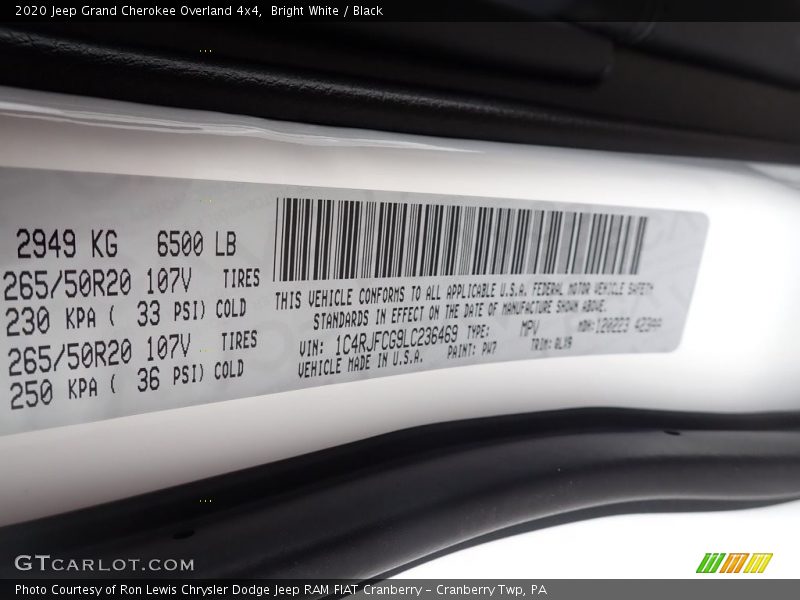 2020 Jeep Grand Cherokee Overland 4x4, Bright White / Black
2949 KG 6500 LB
265/50R20 107V TIRES
230 KPA ( 33 PSI) COLD
265/50R20 107V TIRES
250 KPA ( 36 PSI) COLD
THIS VEHICLE CONFORMS TO ALL APPLICABLE U.S.A. FEDERAL MOTOR VEHICLE SAFETY
STANDARDS IN EFFECT ON THE DATE OF MANUFACTURE SHOWN ABOVE.
VIN: 1C4RJFCG9LC236469 TYPE: MPV
VEHICLE MADE IN U.S.A. PAINT: PW7 TRIM:
GTCARLOT.COM
Photo Courtesy of Ron Lewis Chrysler Dodge Jeep RAM FIAT Cranberry – Cranberry Twp, PA